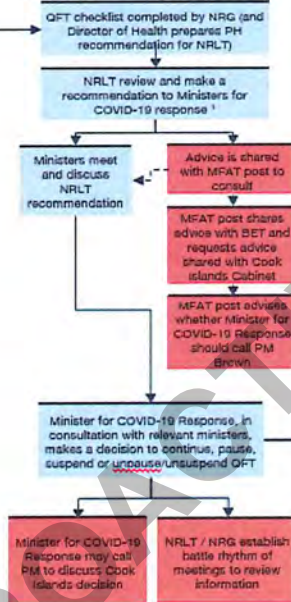 QFT checklist completed by NRG (and
Director of Health prepares PH
recommendation for NRLT)
NRLT review and make a
recommendation to Ministers for
COVID-19 response 1
Ministers meet
and discuss
NRLT
recommendation
Advice is shared
with MFAT post to
consult
MFAT post shares
advice with BET and
requests advice
shared with Cook
Islands Cabinet
MFAT post advises
whether Minister for
COVID-19 Response
should call PM
Brown
Minister for COVID-19 Response, in
consultation with relevant ministers,
makes a decision to continue, pause,
suspend or unpause/unsuspend QFT
Minister for COVID-19
Response may call
PM to discuss Cook
Islands decision
NRLT / NRG establish
battle rhythm of
meetings to review
information